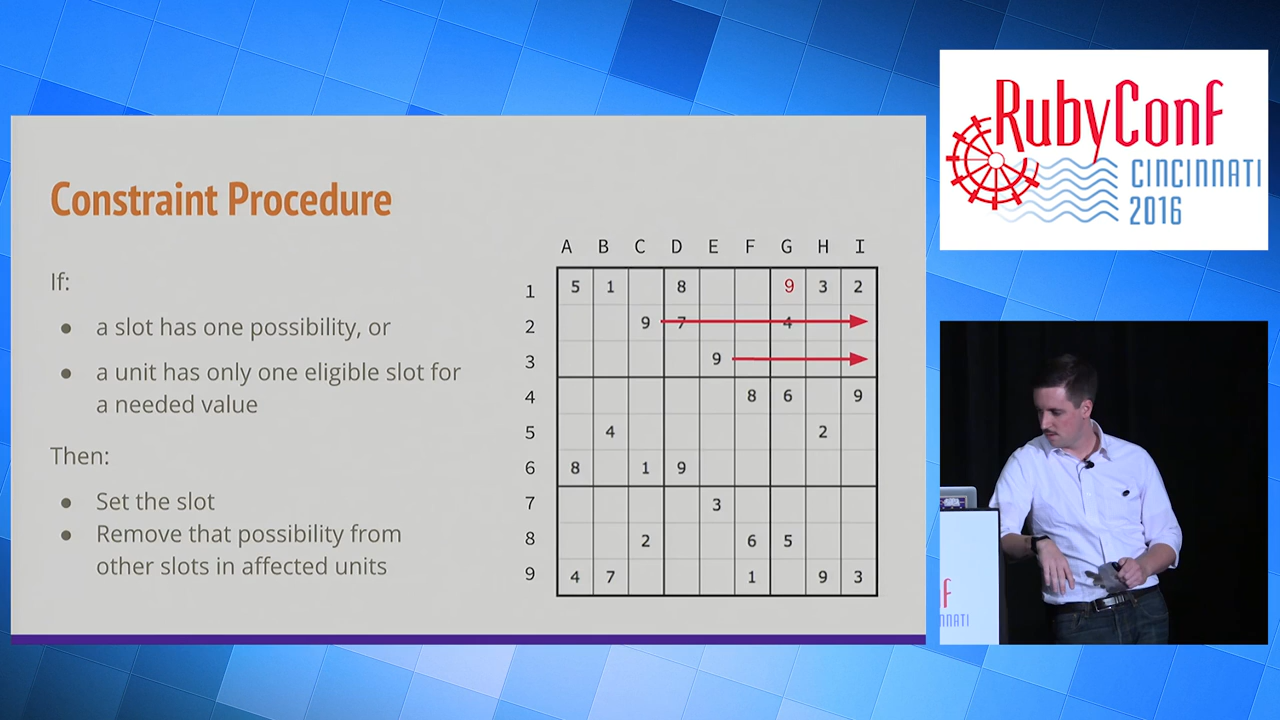 Constraint Procedure
If:
● a slot has one possibility, or
● a unit has only one eligible slot for
a needed value
Then:
● Set the slot
● Remove that possibility from
other slots in affected units
A B C D E F G H I
1 5 1 8 9 3 2
2 9 7 4
3 9
4 8 6 9
5 4 2
6 8 1 9
7 3
8 2 6 5
9 4 7 1 9 3
RubyConf
CINCINNATI
2016
f
NNATI